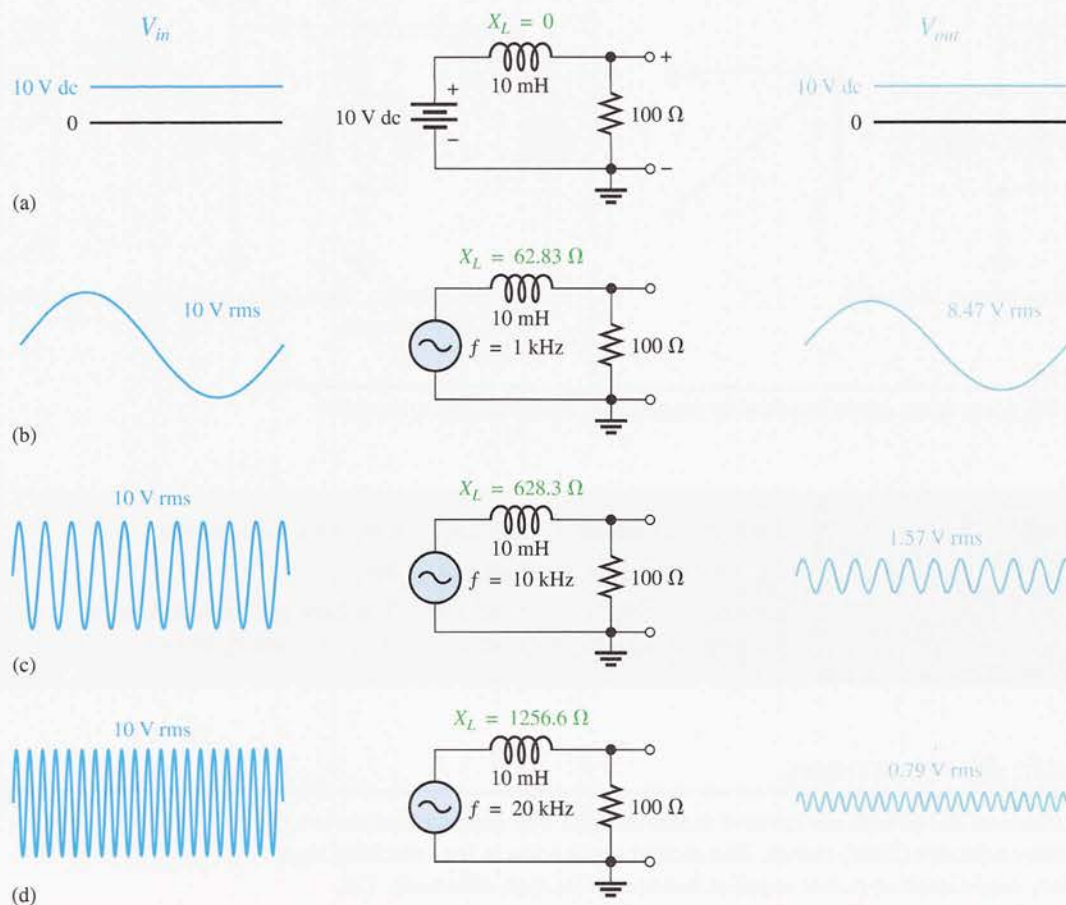 V_in
X_L = 0
V_out
10 V dc
0
10 mH
+
10 V dc
+
−
100 Ω
−
10 V dc
0
(a)
X_L = 62.83 Ω
10 V rms
10 mH
f = 1 kHz
100 Ω
8.47 V rms
(b)
10 V rms
X_L = 628.3 Ω
10 mH
f = 10 kHz
100 Ω
1.57 V rms
(c)
10 V rms
X_L = 1256.6 Ω
10 mH
f = 20 kHz
100 Ω
0.79 V rms
(d)